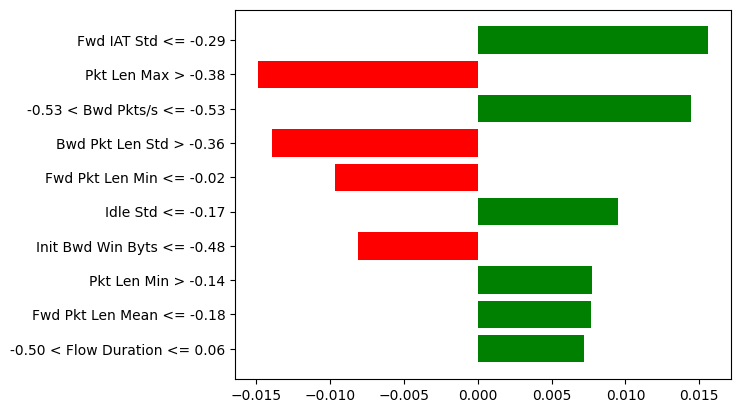 Fwd IAT Std <= -0.29
Pkt Len Max > -0.38
-0.53 < Bwd Pkts/s <= -0.53
Bwd Pkt Len Std > -0.36
Fwd Pkt Len Min <= -0.02
Idle Std <= -0.17
Init Bwd Win Byts <= -0.48
Pkt Len Min > -0.14
Fwd Pkt Len Mean <= -0.18
-0.50 < Flow Duration <= 0.06
−0.015 −0.010 −0.005 0.000 0.005 0.010 0.015